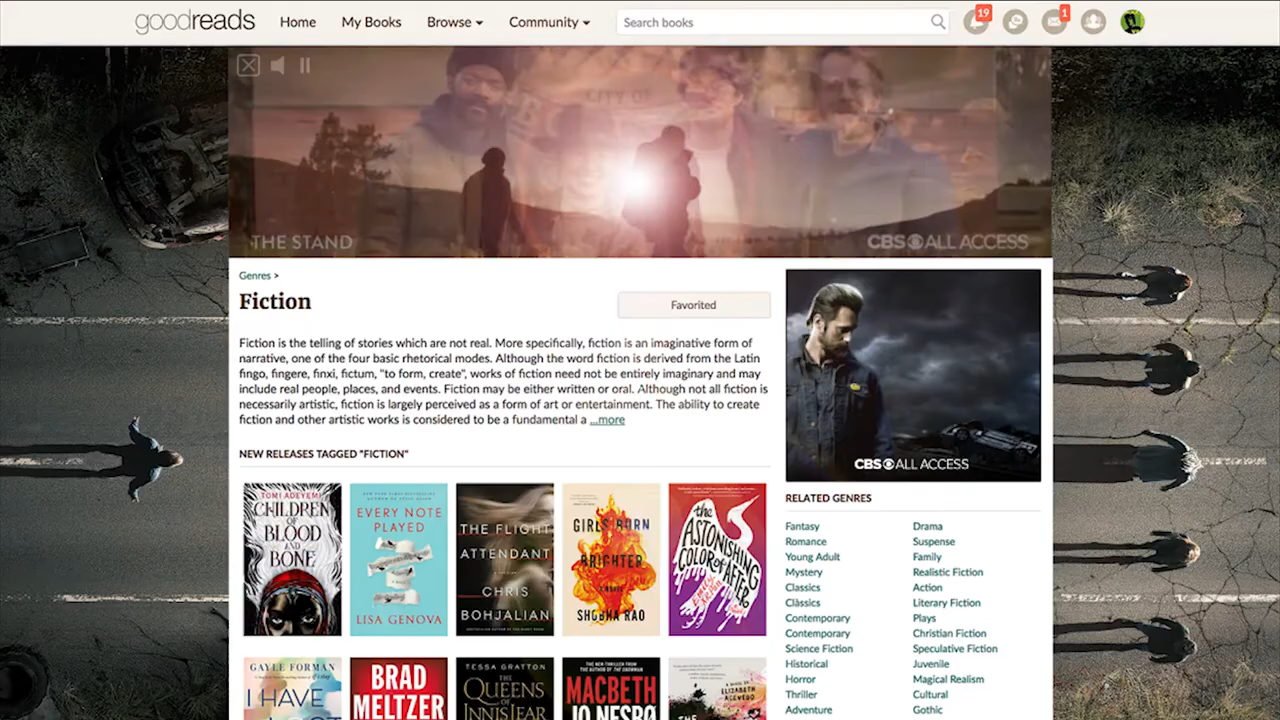 goodreads
Home
My Books
Browse
Community
Search books
19
1
CITY OF
THE STAND
CBS ALL ACCESS
Genres >
Fiction
Favorited
Fiction is the telling of stories which are not real. More specifically, fiction is an imaginative form of
narrative, one of the four basic rhetorical modes. Although the word fiction is derived from the Latin
fingo, fingere, finxi, fictum, "to form, create", works of fiction need not be entirely imaginary and may
include real people, places, and events. Fiction may be either written or oral. Although not all fiction is
necessarily artistic, fiction is largely perceived as a form of art or entertainment. The ability to create
fiction and other artistic works is considered to be a fundamental a ...more
CBS ALL ACCESS
NEW RELEASES TAGGED "FICTION"
TOMI ADEYEMI
CHILDREN
OF
BLOOD
AND
BONE
EVERY NOTE
PLAYED
LISA GENOVA
THE FLIGHT
ATTENDANT
CHRIS
BOHJALIAN
GIRLS BURN
BRIGHTER
A NOVEL
SHOBHA RAO
the
ASTONISHING
COLOR of
AFTER
GAYLE FORMAN
I HAVE
BRAD
MELTZER
TESSA GRATTON
THE
QUEENS
OF
INNIS LEAR
MACBETH
JO NESBØ
ELIZABETH
ACEVEDO
THE
RELATED GENRES
Fantasy
Romance
Young Adult
Mystery
Classics
Clàsics
Contemporary
Contemporary
Science Fiction
Historical
Horror
Thriller
Adventure
Drama
Suspense
Family
Realistic Fiction
Action
Literary Fiction
Plays
Christian Fiction
Speculative Fiction
Juvenile
Magical Realism
Cultural
Gothic